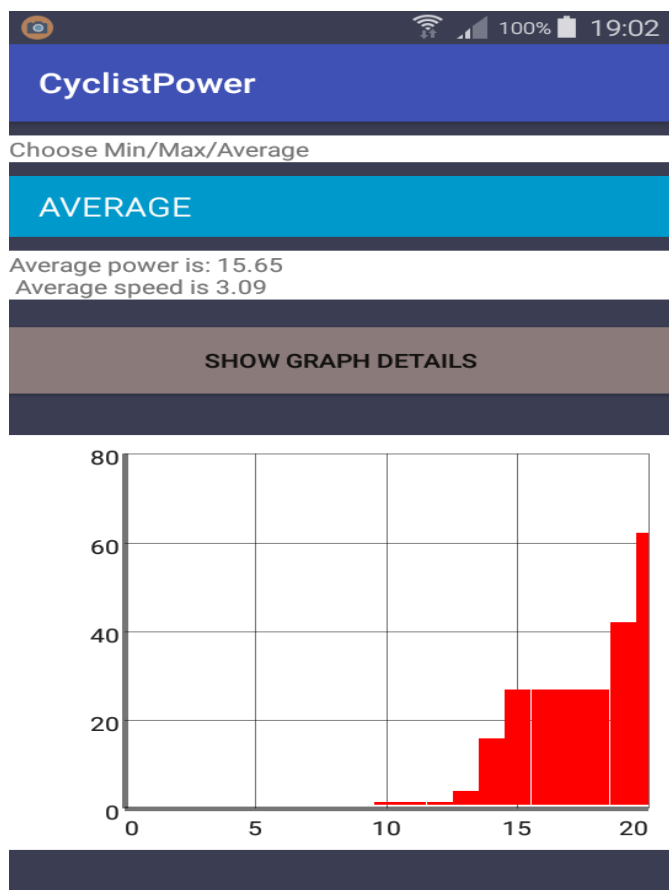 100% 19:02
CyclistPower
Choose Min/Max/Average
AVERAGE
Average power is: 15.65
Average speed is 3.09
SHOW GRAPH DETAILS
80
60
40
20
0
0 5 10 15 20